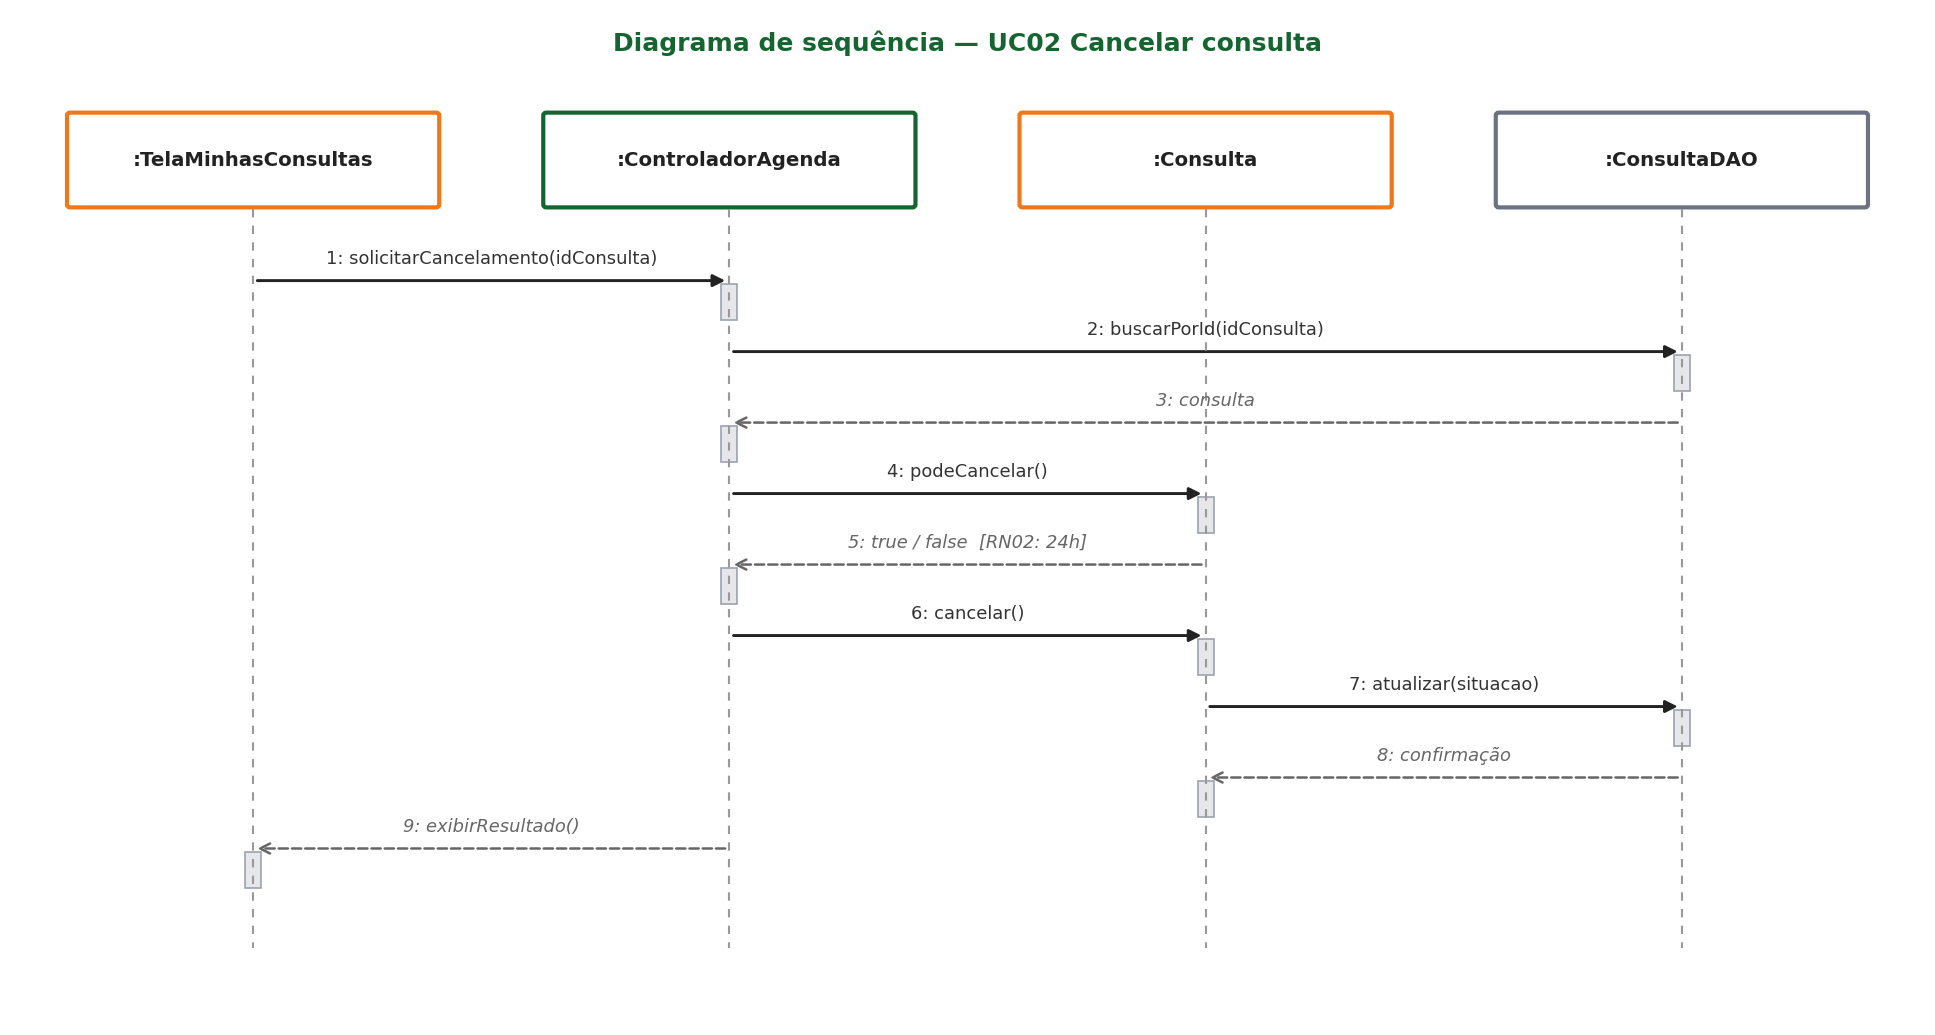 Diagrama de sequência — UC02 Cancelar consulta
:TelaMinhasConsultas
:ControladorAgenda
:Consulta
:ConsultaDAO
1: solicitarCancelamento(idConsulta)
2: buscarPorId(idConsulta)
3: consulta
4: podeCancelar()
5: true / false  [RN02: 24h]
6: cancelar()
7: atualizar(situacao)
8: confirmação
9: exibirResultado()